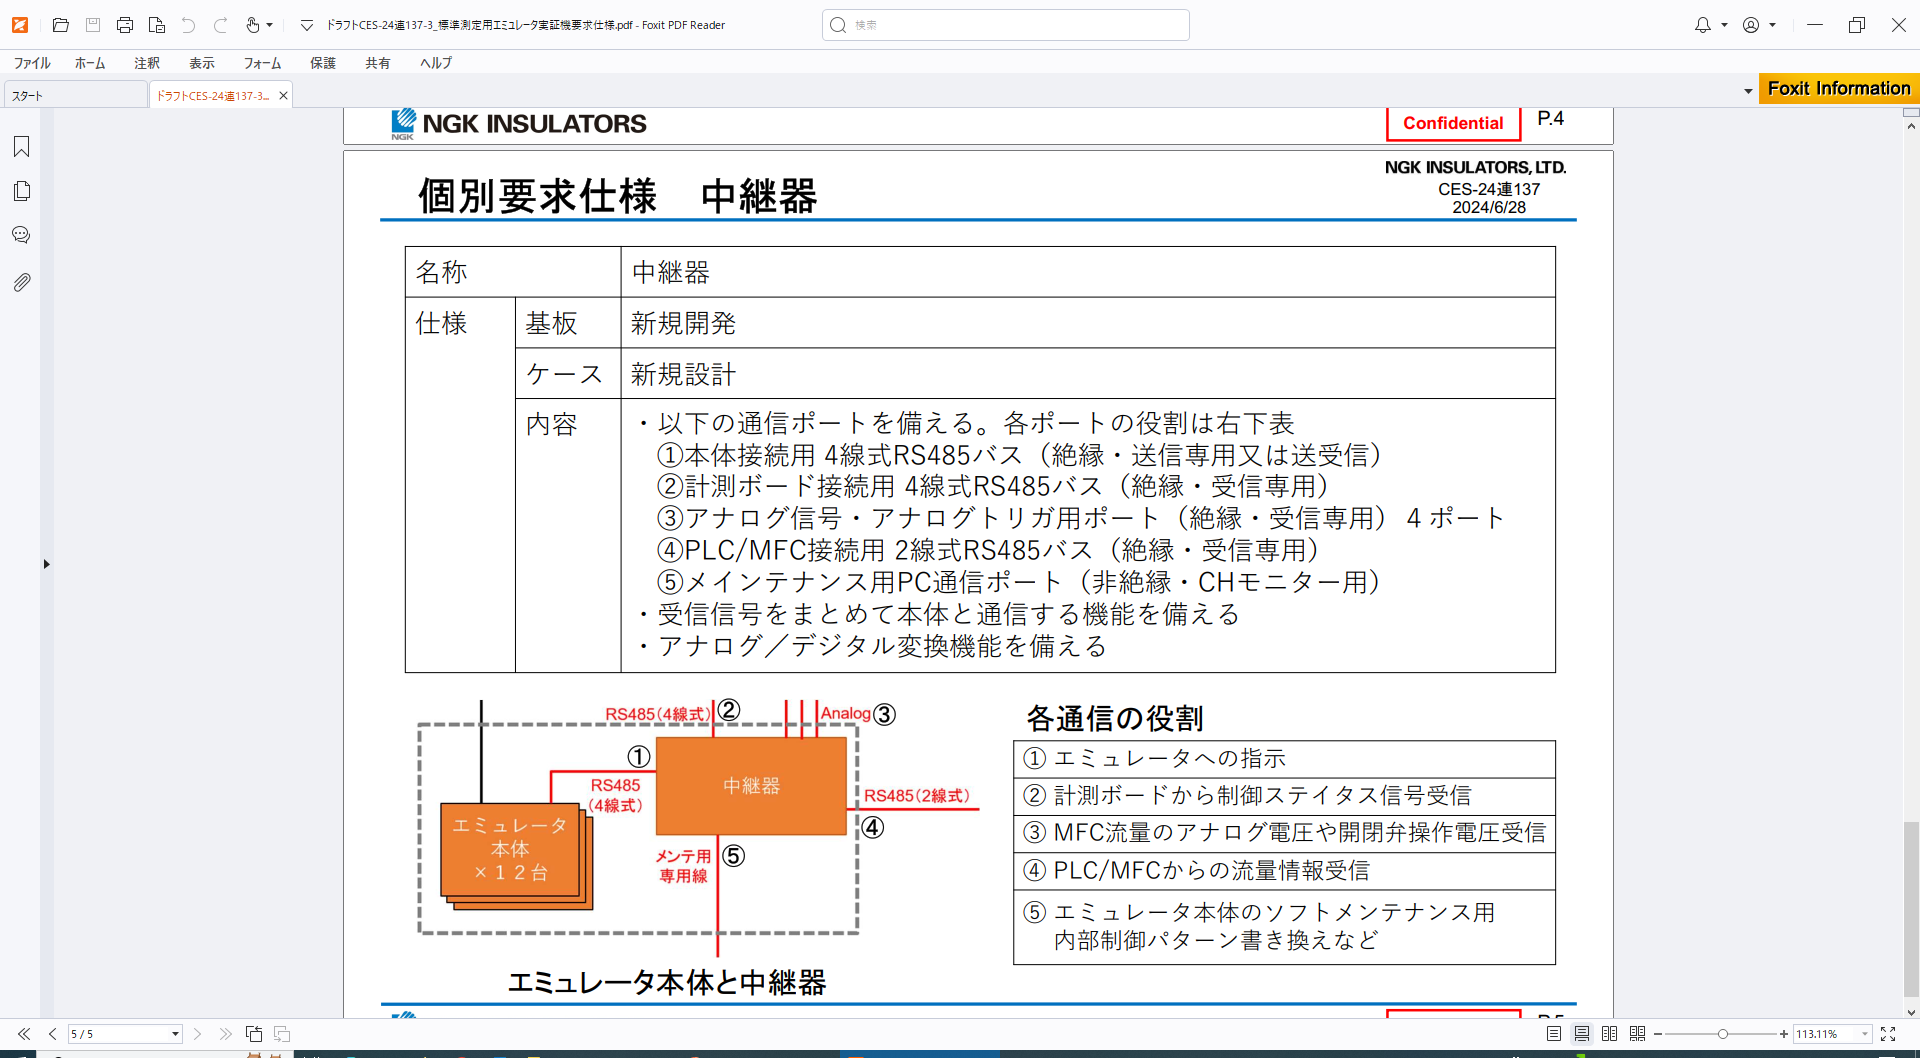 ドラフトCES-24連137-3_標準測定用エミュレータ実証機要求仕様.pdf - Foxit PDF Reader
検索
ファイル ホーム 注釈 表示 フォーム 保護 共有 ヘルプ
スタート
ドラフトCES-24連137-3...
Foxit Information
NGK
NGK INSULATORS
Confidential
P.4
NGK INSULATORS, LTD.
CES-24連137
2024/6/28
個別要求仕様　中継器
名称 中継器
仕様 基板 新規開発
ケース 新規設計
内容 ・以下の通信ポートを備える。各ポートの役割は右下表
①本体接続用 4線式RS485バス（絶縁・送信専用又は送受信）
②計測ボード接続用 4線式RS485バス（絶縁・受信専用）
③アナログ信号・アナログトリガ用ポート（絶縁・受信専用）４ポート
④PLC/MFC接続用 2線式RS485バス（絶縁・受信専用）
⑤メインテナンス用PC通信ポート（非絶縁・CHモニター用）
・受信信号をまとめて本体と通信する機能を備える
・アナログ／デジタル変換機能を備える
RS485(4線式) ②
Analog ③
①
RS485
(4線式)
中継器
RS485(2線式)
④
エミュレータ
本体
×１２台
メンテ用
専用線
⑤
エミュレータ本体と中継器
各通信の役割
① エミュレータへの指示
② 計測ボードから制御ステイタス信号受信
③ MFC流量のアナログ電圧や開閉弁操作電圧受信
④ PLC/MFCからの流量情報受信
⑤ エミュレータ本体のソフトメンテナンス用
内部制御パターン書き換えなど
5 / 5
113.11%